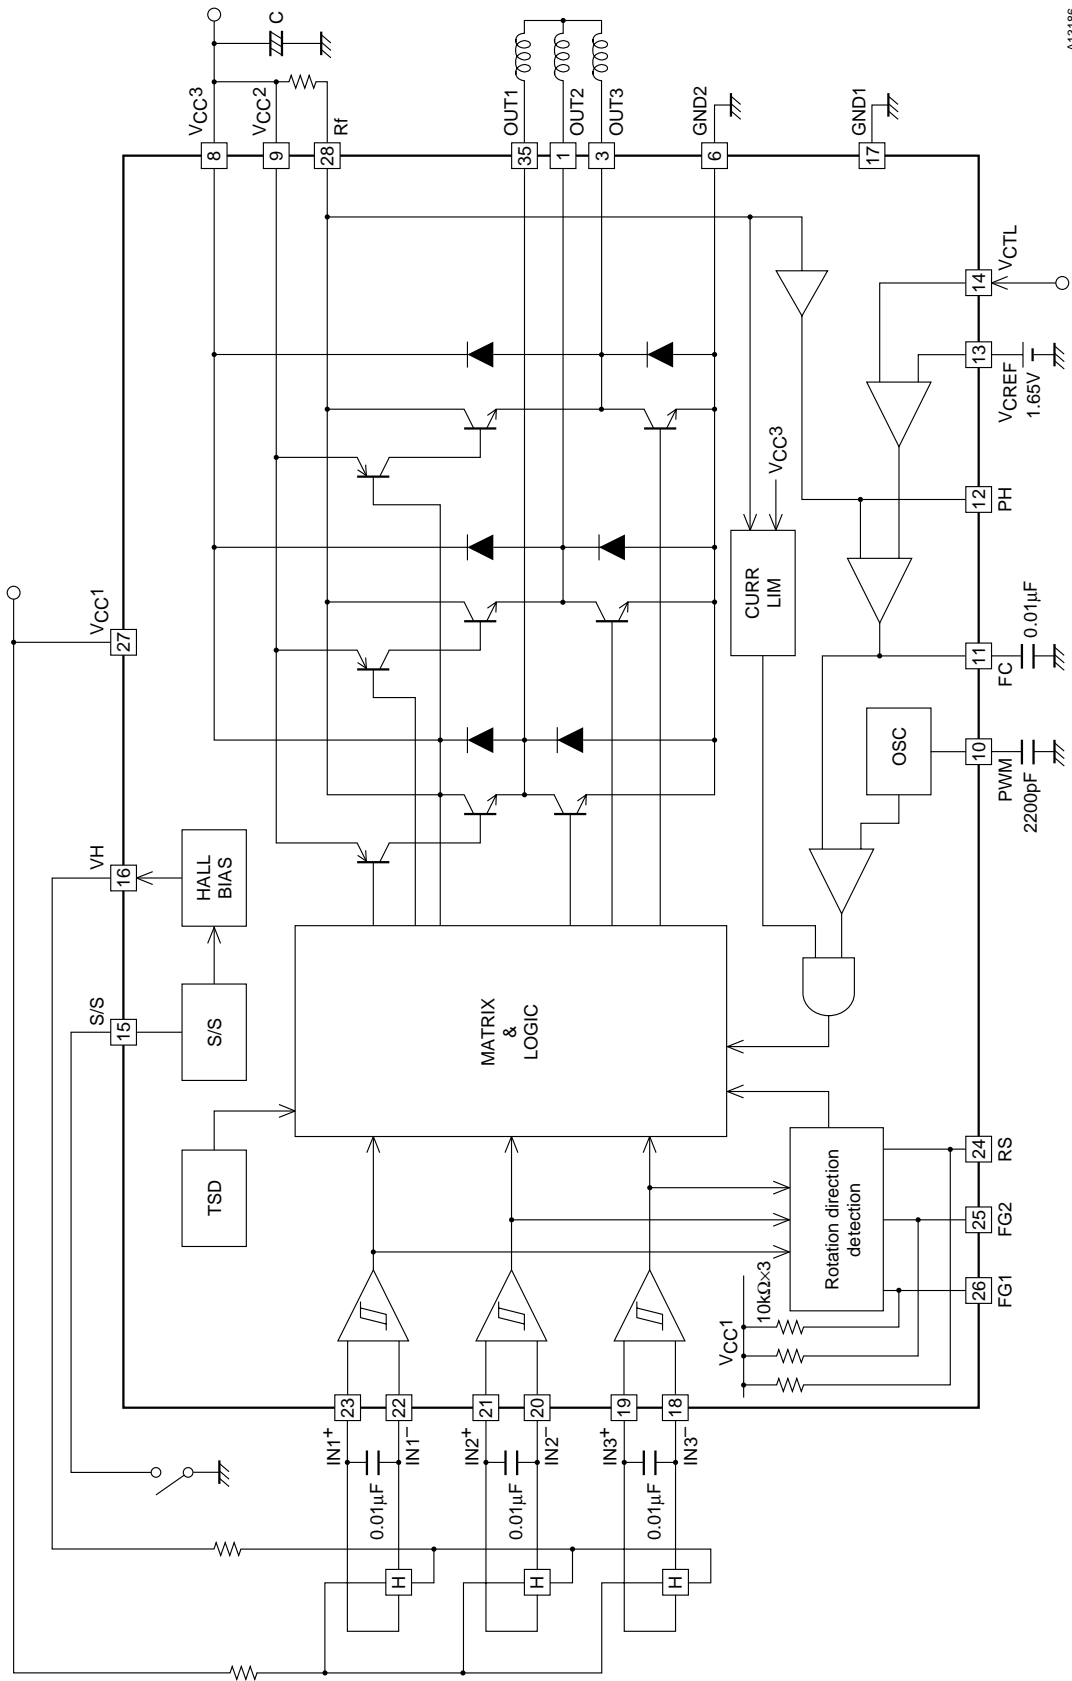 A13186
C
VCC3
VCC2
Rf
8
9
28
OUT1
OUT2
OUT3
35
1
3
GND2
6
GND1
17
VCC1
27
VH
16
S/S
15
HALL
BIAS
S/S
TSD
MATRIX
&
LOGIC
CURR
LIM
VCC3
14
VCTL
13
VCREF
1.65V
12
PH
11
FC
0.01μF
OSC
10
PWM
2200pF
Rotation direction
detection
24
RS
25
FG2
26
FG1
VCC1
10kΩ×3
23
22
21
20
19
18
IN1+
IN1−
IN2+
IN2−
IN3+
IN3−
0.01μF
0.01μF
0.01μF
H
H
H